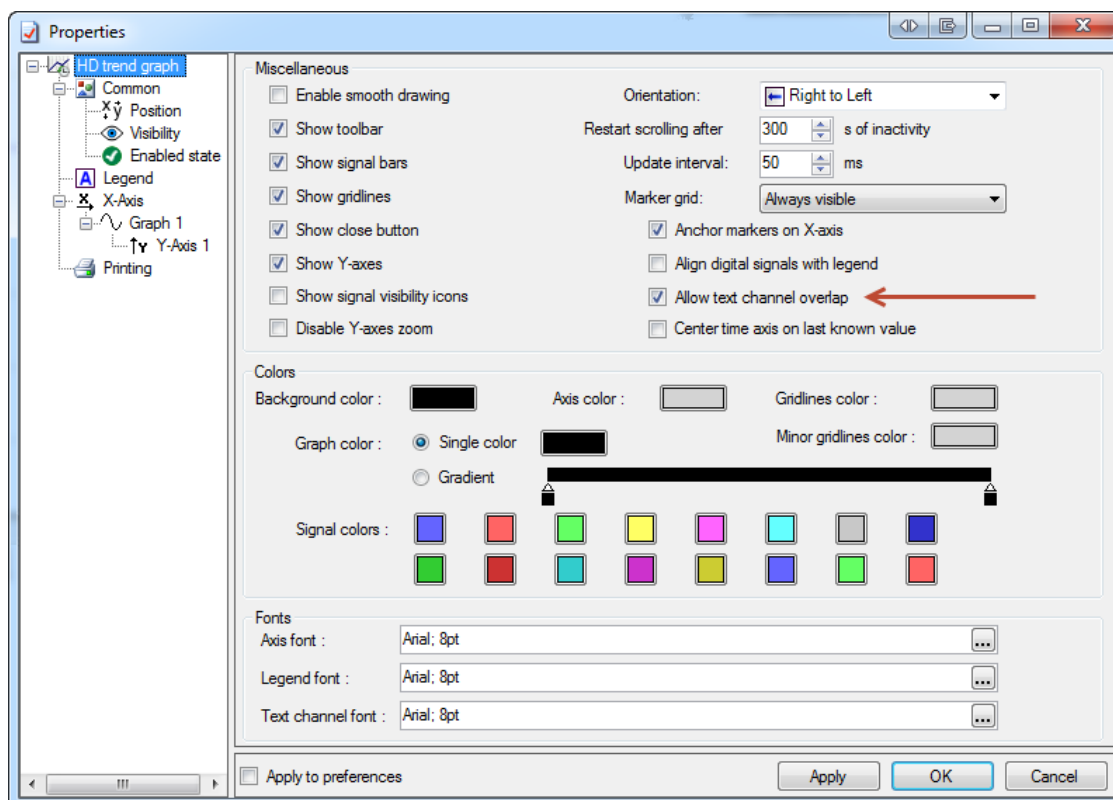 Properties
HD trend graph
Common
Position
Visibility
Enabled state
Legend
X-Axis
Graph 1
Y-Axis 1
Printing
Miscellaneous
Enable smooth drawing
Show toolbar
Show signal bars
Show gridlines
Show close button
Show Y-axes
Show signal visibility icons
Disable Y-axes zoom
Orientation: Right to Left
Restart scrolling after 300 s of inactivity
Update interval: 50 ms
Marker grid: Always visible
Anchor markers on X-axis
Align digital signals with legend
Allow text channel overlap
Center time axis on last known value
Colors
Background color : Axis color : Gridlines color :
Graph color : Single color Minor gridlines color :
Gradient
Signal colors :
Fonts
Axis font : Arial; 8pt ...
Legend font : Arial; 8pt ...
Text channel font : Arial; 8pt ...
Apply to preferences Apply OK Cancel